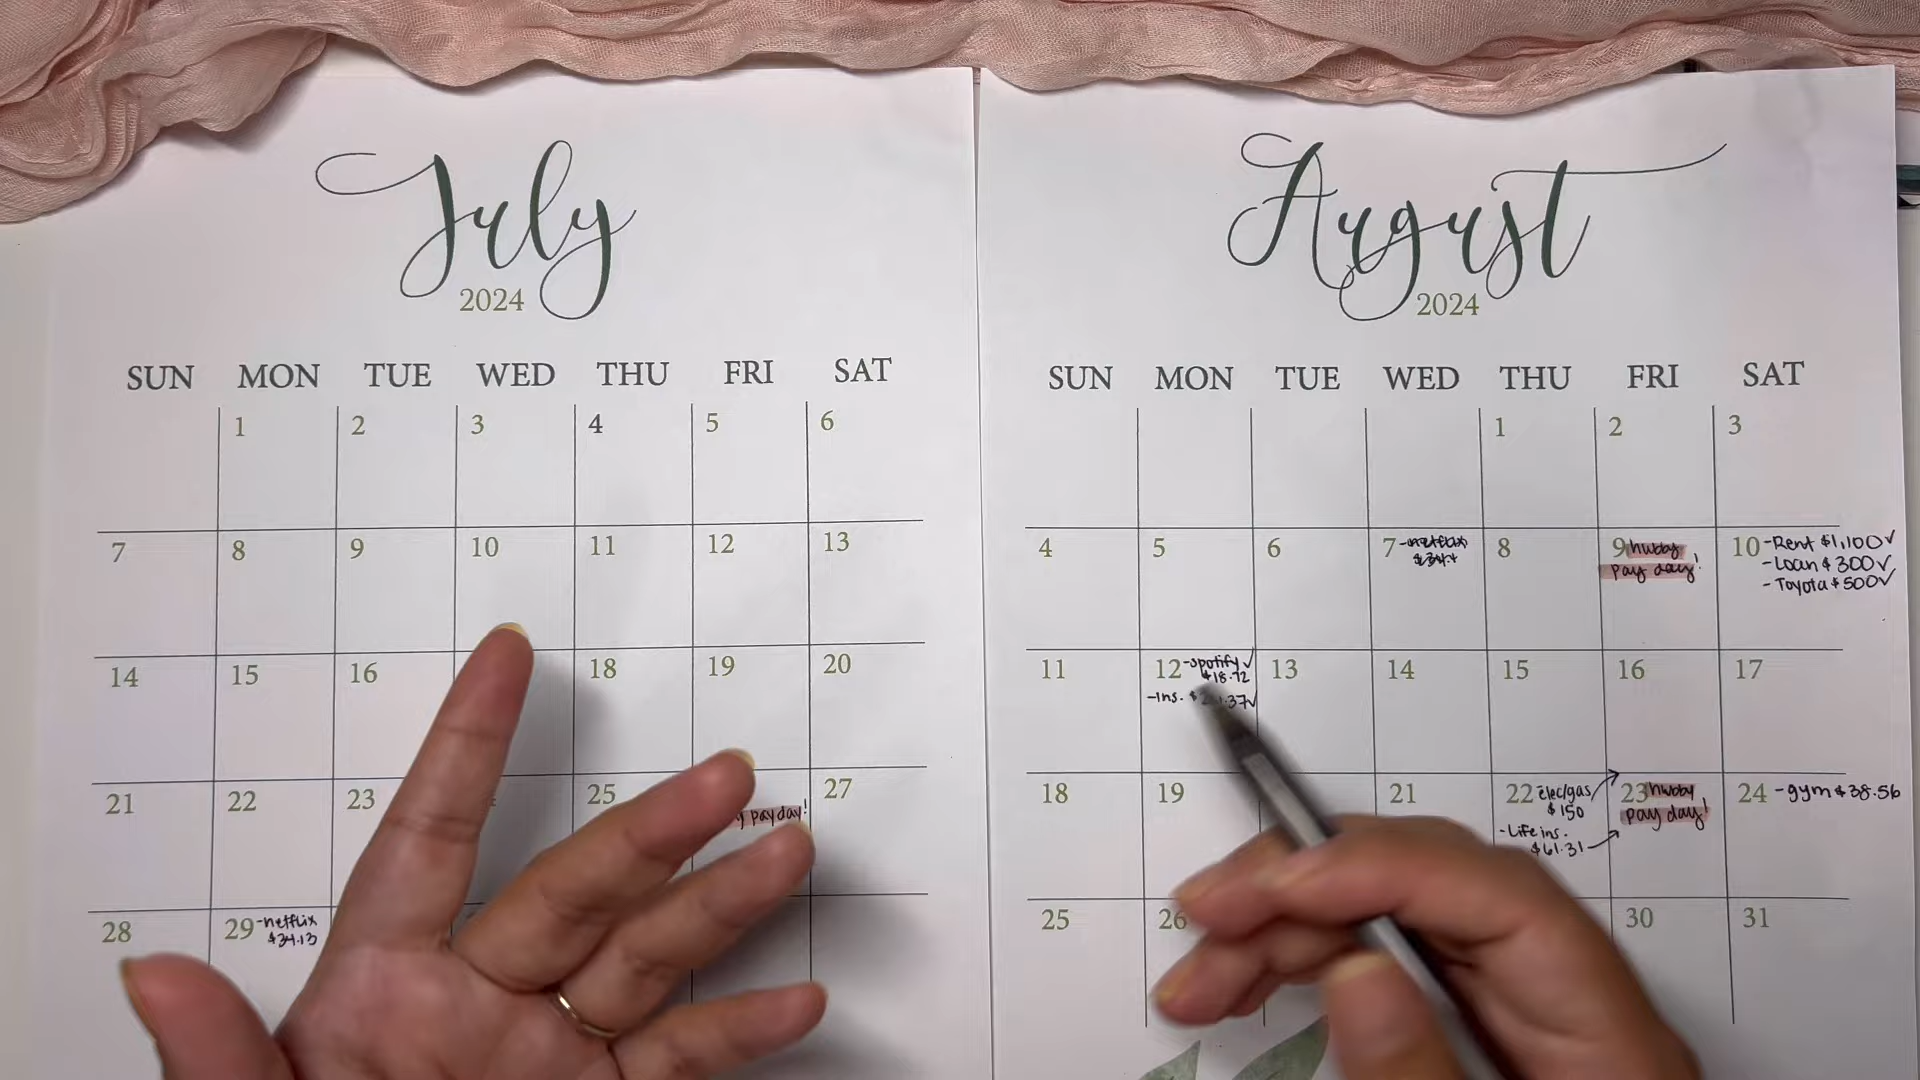 July
2024
SUN MON TUE WED THU FRI SAT
1 2 3 4 5 6
7 8 9 10 11 12 13
14 15 16 18 19 20
21 22 23 25 27
pay day!
28 29 -netflix
$34.13
August
2024
SUN MON TUE WED THU FRI SAT
1 2 3
4 5 6 7 8 9 hubby 10 -Rent $1,100✓
pay day! -Loan $300✓
-Toyota $500✓
11 12 -spotify✓ 13 14 15 16 17
$18.72
-Ins.
18 19 21 22 elec/gas 23 hubby 24 -gym $38.56
$150 pay day!
-Life ins.
$61.31
25 26 30 31